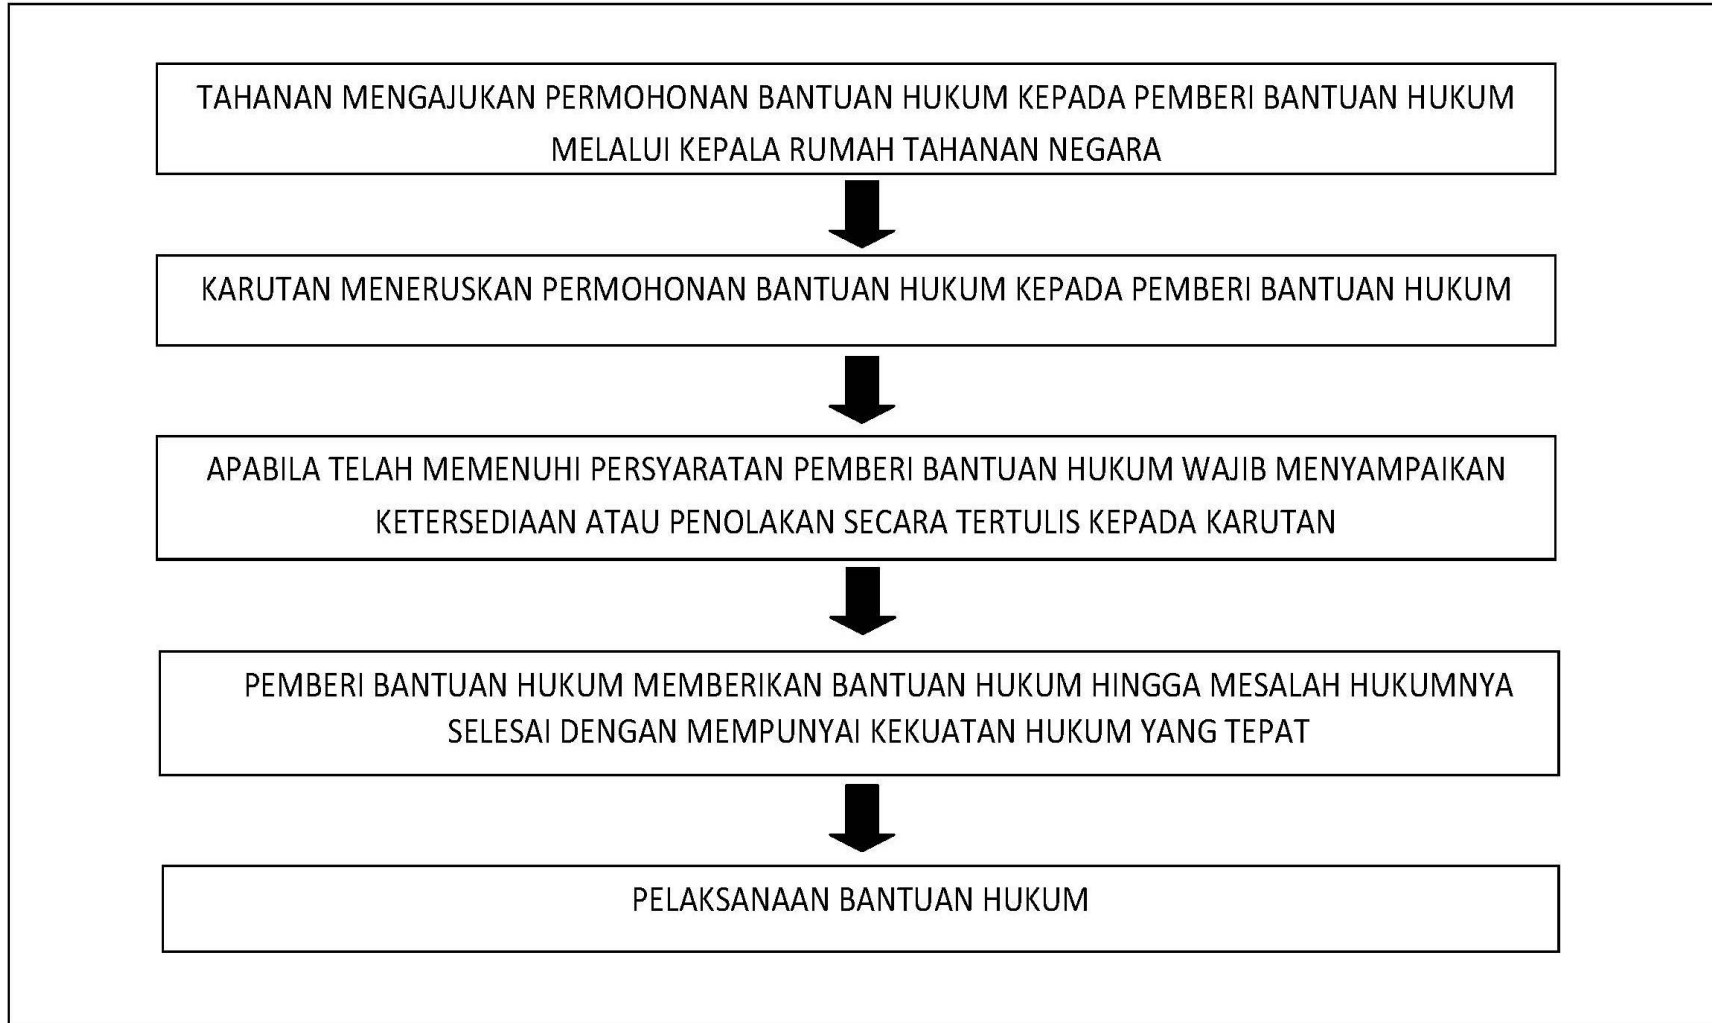 TAHANAN MENGAJUKAN PERMOHONAN BANTUAN HUKUM KEPADA PEMBERI BANTUAN HUKUM
MELALUI KEPALA RUMAH TAHANAN NEGARA
KARUTAN MENERUSKAN PERMOHONAN BANTUAN HUKUM KEPADA PEMBERI BANTUAN HUKUM
APABILA TELAH MEMENUHI PERSYARATAN PEMBERI BANTUAN HUKUM WAJIB MENYAMPAIKAN
KETERSEDIAAN ATAU PENOLAKAN SECARA TERTULIS KEPADA KARUTAN
PEMBERI BANTUAN HUKUM MEMBERIKAN BANTUAN HUKUM HINGGA MESALAH HUKUMNYA
SELESAI DENGAN MEMPUNYAI KEKUATAN HUKUM YANG TEPAT
PELAKSANAAN BANTUAN HUKUM